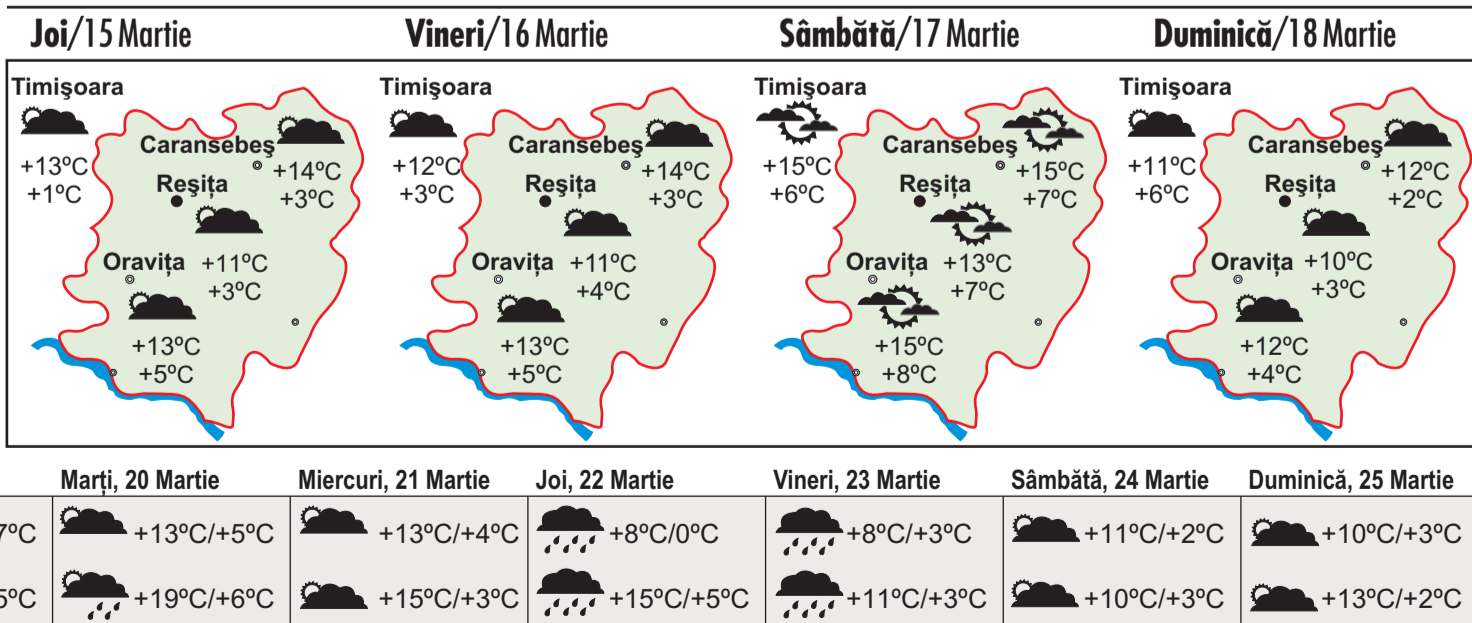 Joi/15 Martie
Vineri/16 Martie
Sâmbătă/17 Martie
Duminică/18 Martie
Timişoara
+13ºC
+1ºC
Caransebeş
+14ºC
+3ºC
Reşiţa
+11ºC
+3ºC
Oraviţa
+13ºC
+5ºC
Timişoara
+12ºC
+3ºC
Caransebeş
+14ºC
+3ºC
Reşiţa
+11ºC
+4ºC
Oraviţa
+13ºC
+5ºC
Timişoara
+15ºC
+6ºC
Caransebeş
+15ºC
+7ºC
Reşiţa
+13ºC
+7ºC
Oraviţa
+15ºC
+8ºC
Timişoara
+11ºC
+6ºC
Caransebeş
+12ºC
+2ºC
Reşiţa
+10ºC
+3ºC
Oraviţa
+12ºC
+4ºC
Marţi, 20 Martie Miercuri, 21 Martie Joi, 22 Martie Vineri, 23 Martie Sâmbătă, 24 Martie Duminică, 25 Martie
7ºC +13ºC/+5ºC +13ºC/+4ºC +8ºC/0ºC +8ºC/+3ºC +11ºC/+2ºC +10ºC/+3ºC
5ºC +19ºC/+6ºC +15ºC/+3ºC +15ºC/+5ºC +11ºC/+3ºC +10ºC/+3ºC +13ºC/+2ºC